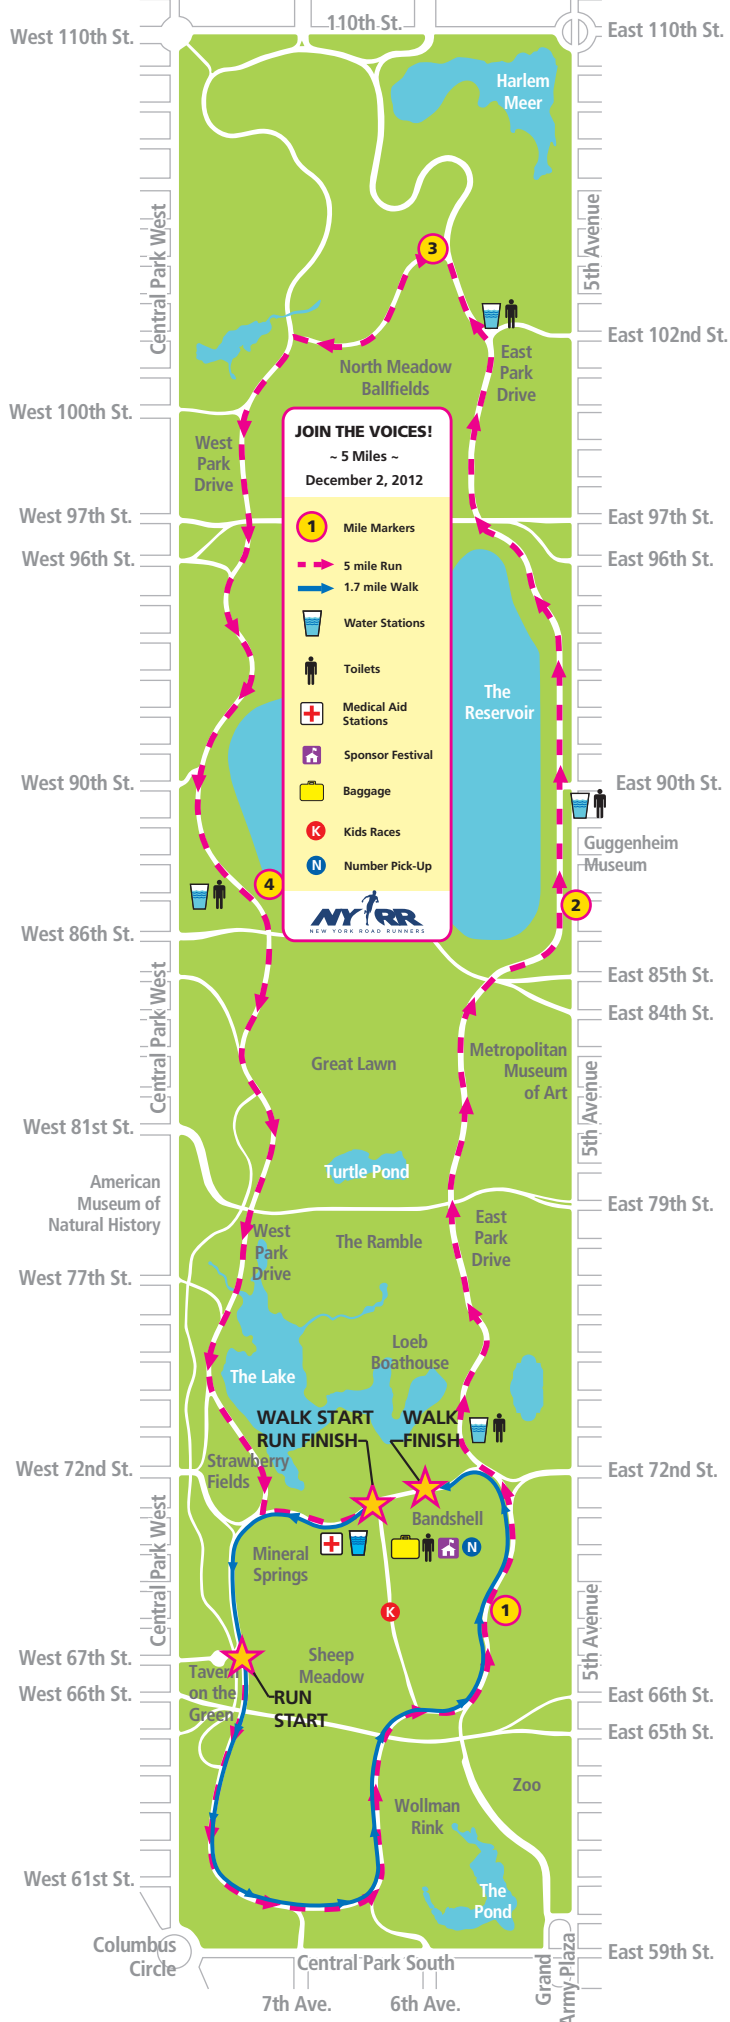 110th St.
West 110th St.
East 110th St.
Harlem
Meer
Central Park West
5th Avenue
3
East 102nd St.
East
Park
Drive
North Meadow
Ballfields
West 100th St.
West
Park
Drive
JOIN THE VOICES!
~ 5 Miles ~
December 2, 2012
1 Mile Markers
5 mile Run
1.7 mile Walk
Water Stations
Toilets
Medical Aid
Stations
Sponsor Festival
Baggage
K Kids Races
N Number Pick-Up
NYRR
NEW YORK ROAD RUNNERS
West 97th St.
East 97th St.
West 96th St.
East 96th St.
The
Reservoir
West 90th St.
East 90th St.
Guggenheim
Museum
4
2
West 86th St.
East 85th St.
Central Park West
East 84th St.
Great Lawn
Metropolitan
Museum
of Art
5th Avenue
West 81st St.
Turtle Pond
American
Museum of
Natural History
East 79th St.
West
Park
Drive
The Ramble
East
Park
Drive
West 77th St.
Loeb
Boathouse
The Lake
WALK START
RUN FINISH
WALK
FINISH
Strawberry
Fields
West 72nd St.
East 72nd St.
Bandshell
Central Park West
Mineral
Springs
N
K
1
5th Avenue
West 67th St.
Sheep
Meadow
Tavern
on the
Green
West 66th St.
RUN
START
East 66th St.
East 65th St.
Zoo
Wollman
Rink
West 61st St.
The
Pond
Columbus
Circle
Central Park South
Grand
Army Plaza
East 59th St.
7th Ave.
6th Ave.